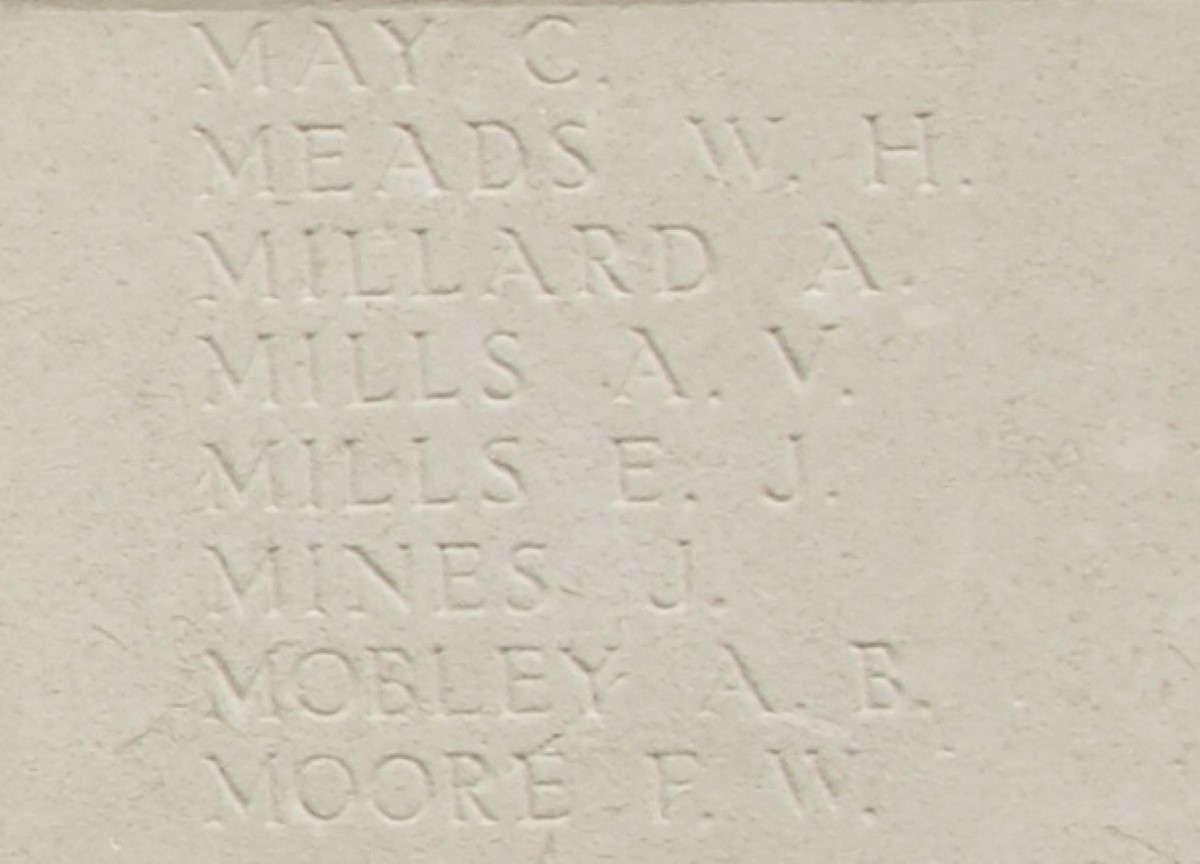 MAY C.
MEADS W. H.
MILLARD A.
MILLS A. V.
MILLS E. J.
MINES J.
MOBLEY A. B.
MOORE F. W.